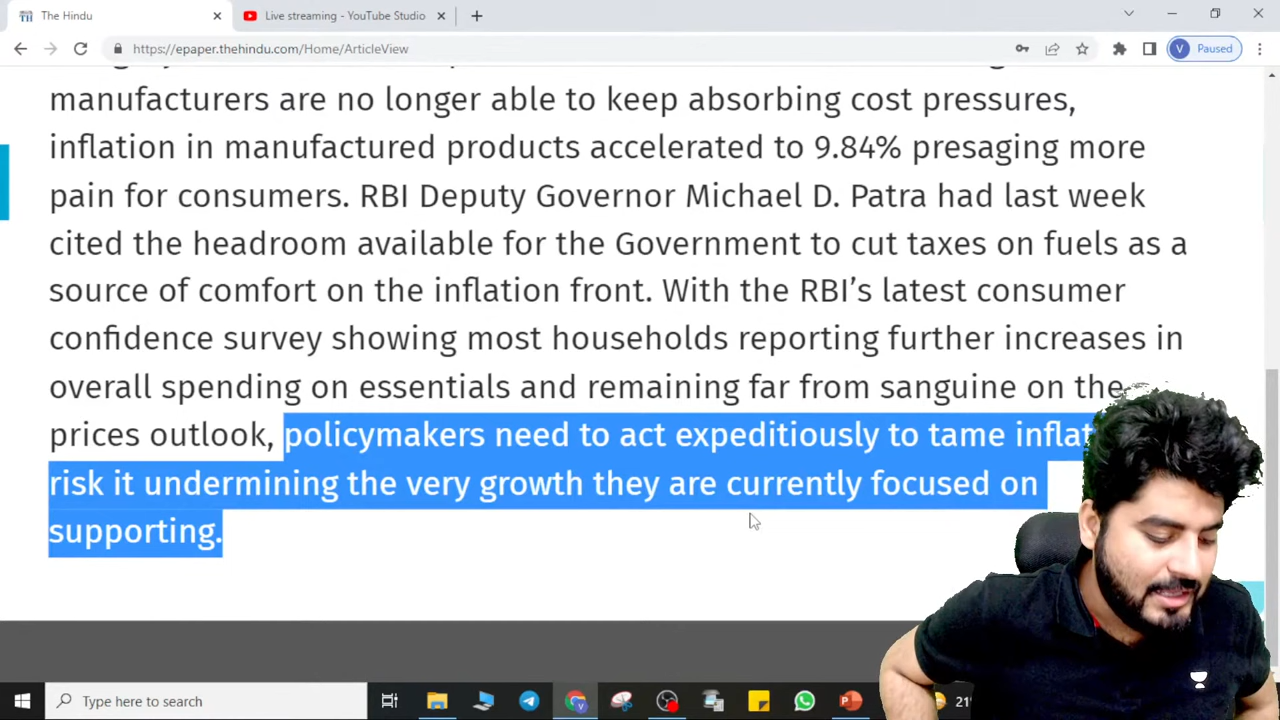 The Hindu
Live streaming - YouTube Studio
https://epaper.thehindu.com/Home/ArticleView
V Paused
manufacturers are no longer able to keep absorbing cost pressures,
inflation in manufactured products accelerated to 9.84% presaging more
pain for consumers. RBI Deputy Governor Michael D. Patra had last week
cited the headroom available for the Government to cut taxes on fuels as a
source of comfort on the inflation front. With the RBI’s latest consumer
confidence survey showing most households reporting further increases in
overall spending on essentials and remaining far from sanguine on the
prices outlook, policymakers need to act expeditiously to tame
risk it undermining the very growth they are currently focused on
supporting.
Type here to search